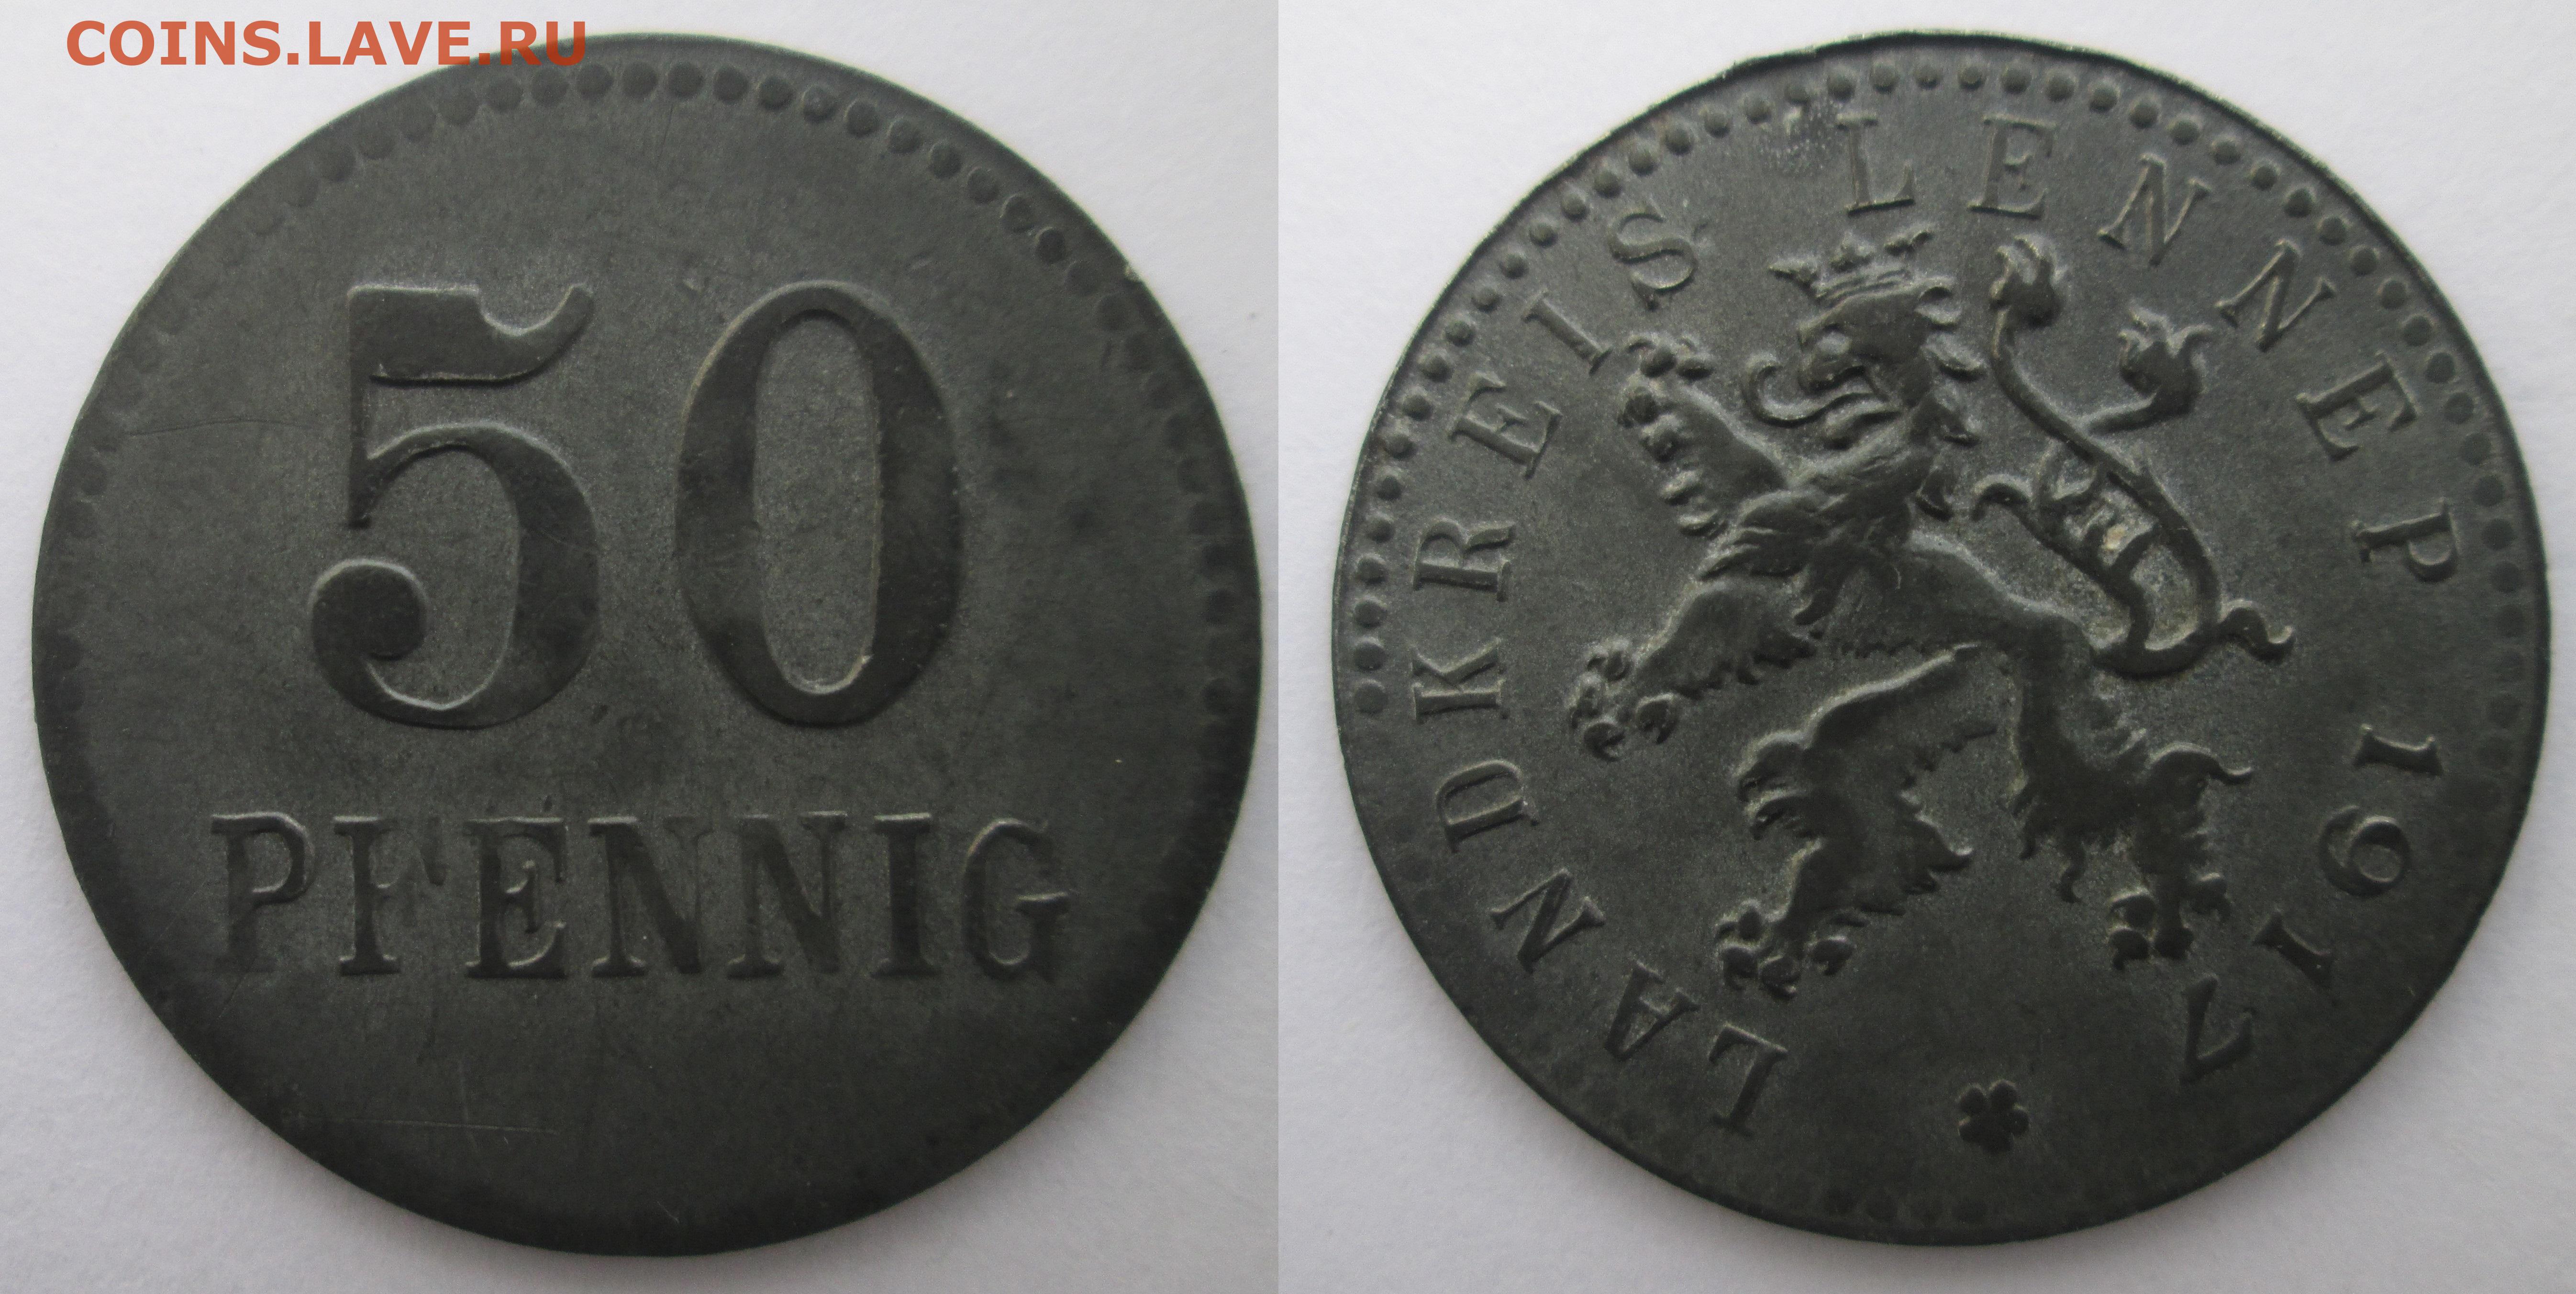 COINS.LAVE.RU
50
PFENNIG
LANDKREIS LENNEP 1917